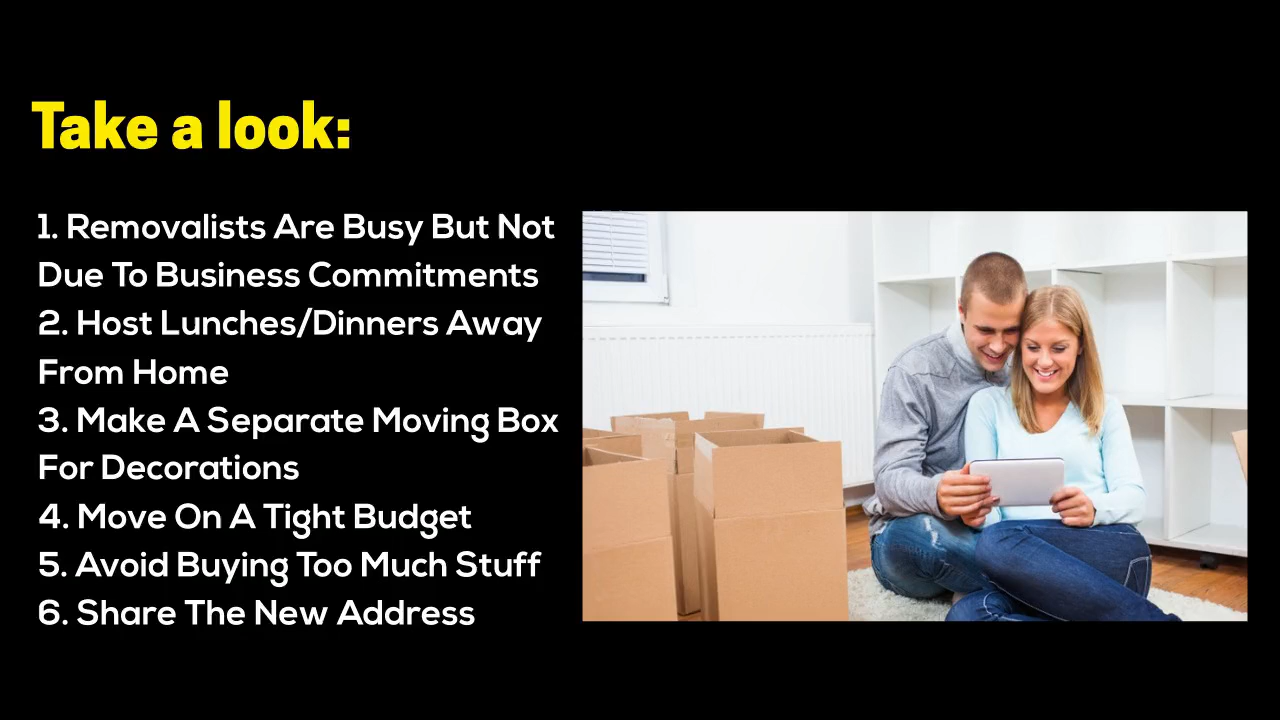 Take a look:
1. Removalists Are Busy But Not
Due To Business Commitments
2. Host Lunches/Dinners Away
From Home
3. Make A Separate Moving Box
For Decorations
4. Move On A Tight Budget
5. Avoid Buying Too Much Stuff
6. Share The New Address